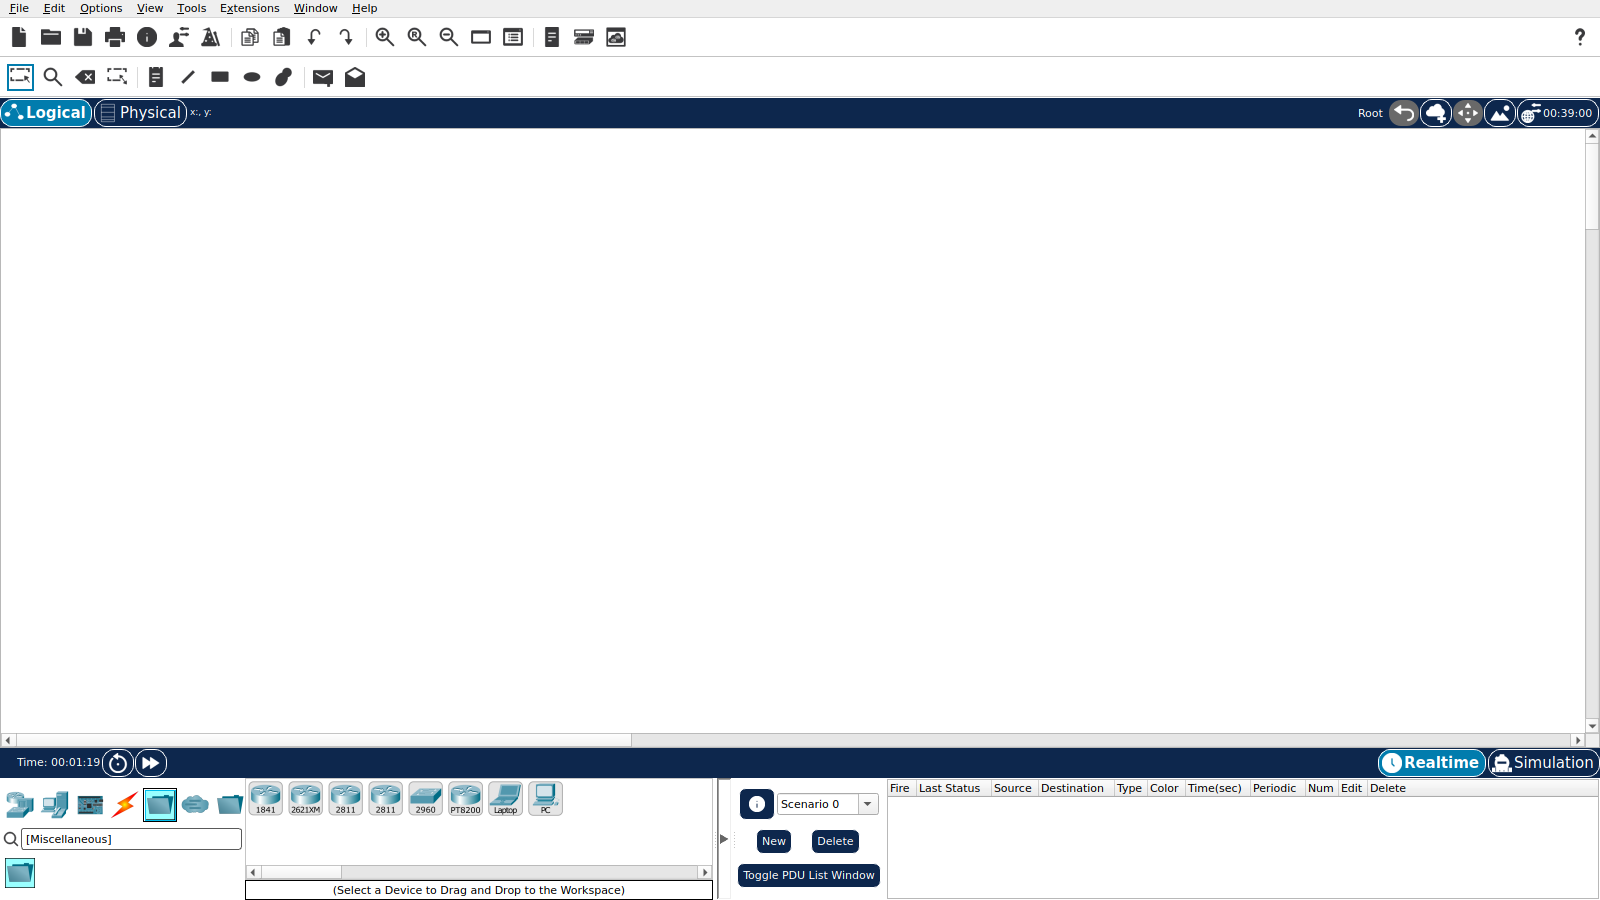 File Edit Options View Tools Extensions Window Help
R
?
Logical Physical x:, y: Root 00:39:00
Time: 00:01:19 Realtime Simulation
1841 2621XM 2811 2811 2960 PT8200 Laptop PC
[Miscellaneous]
(Select a Device to Drag and Drop to the Workspace)
Scenario 0
New Delete
Toggle PDU List Window
Fire Last Status Source Destination Type Color Time(sec) Periodic Num Edit Delete